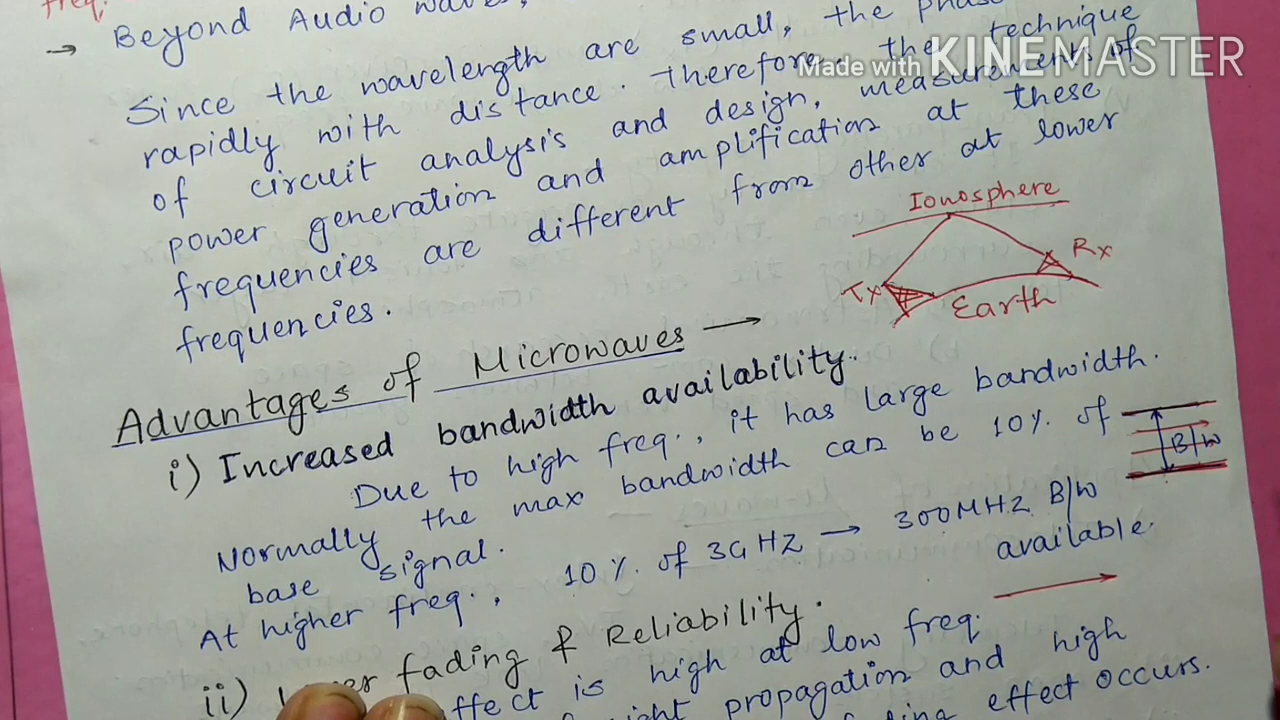 freq.
→ Beyond Audio waves,
Made with KINEMASTER
Since the wavelength are small, the phase
rapidly with distance. Therefore, the technique
of circuit analysis and design, measurements of
power generation and amplification at these
frequencies are different from other at lower
frequencies.
Ionosphere
Tx
Rx
Earth
Advantages of Microwaves →
i) Increased bandwidth availability.
Due to high freq., it has large bandwidth.
Normally the max bandwidth can be 10% of
base signal.
B/W
At higher freq., 10% of 3GHZ → 300MHZ B/W
available.
ii) fading & Reliability.
effect is high at low freq.
propagation and high
effect occurs.